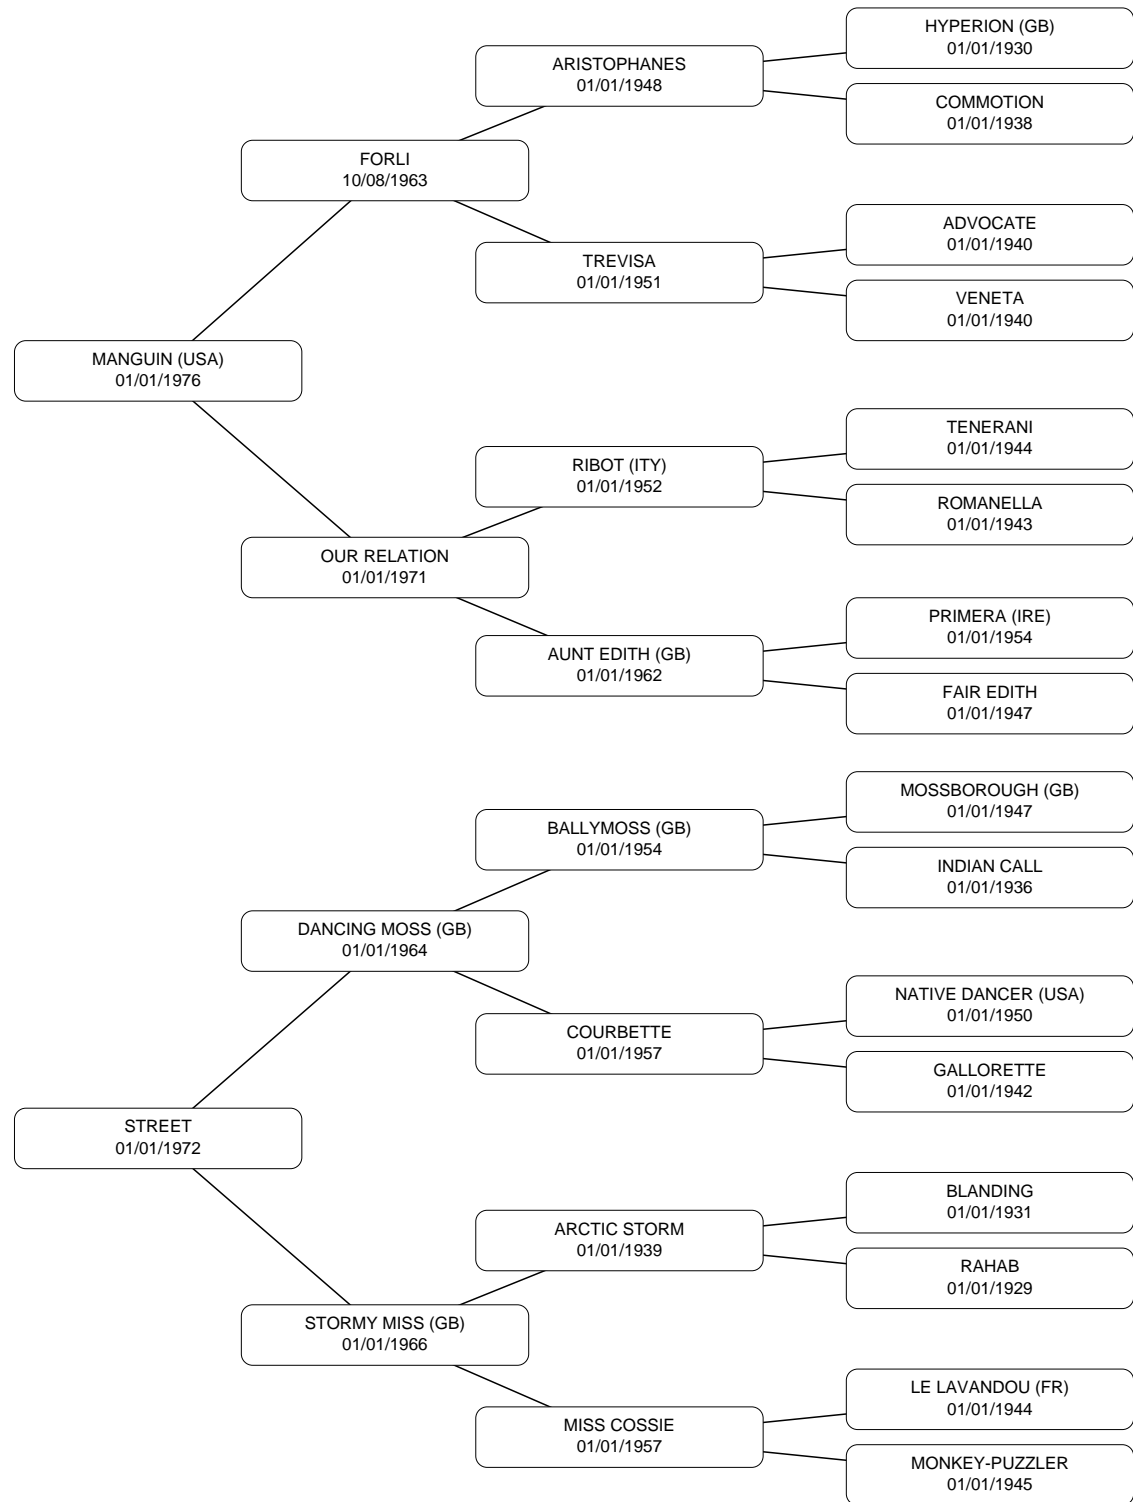 HYPERION (GB)
01/01/1930
ARISTOPHANES
01/01/1948
COMMOTION
01/01/1938
FORLI
10/08/1963
ADVOCATE
01/01/1940
TREVISA
01/01/1951
VENETA
01/01/1940
MANGUIN (USA)
01/01/1976
TENERANI
01/01/1944
RIBOT (ITY)
01/01/1952
ROMANELLA
01/01/1943
OUR RELATION
01/01/1971
PRIMERA (IRE)
01/01/1954
AUNT EDITH (GB)
01/01/1962
FAIR EDITH
01/01/1947
MOSSBOROUGH (GB)
01/01/1947
BALLYMOSS (GB)
01/01/1954
INDIAN CALL
01/01/1936
DANCING MOSS (GB)
01/01/1964
NATIVE DANCER (USA)
01/01/1950
COURBETTE
01/01/1957
GALLORETTE
01/01/1942
STREET
01/01/1972
BLANDING
01/01/1931
ARCTIC STORM
01/01/1939
RAHAB
01/01/1929
STORMY MISS (GB)
01/01/1966
LE LAVANDOU (FR)
01/01/1944
MISS COSSIE
01/01/1957
MONKEY-PUZZLER
01/01/1945